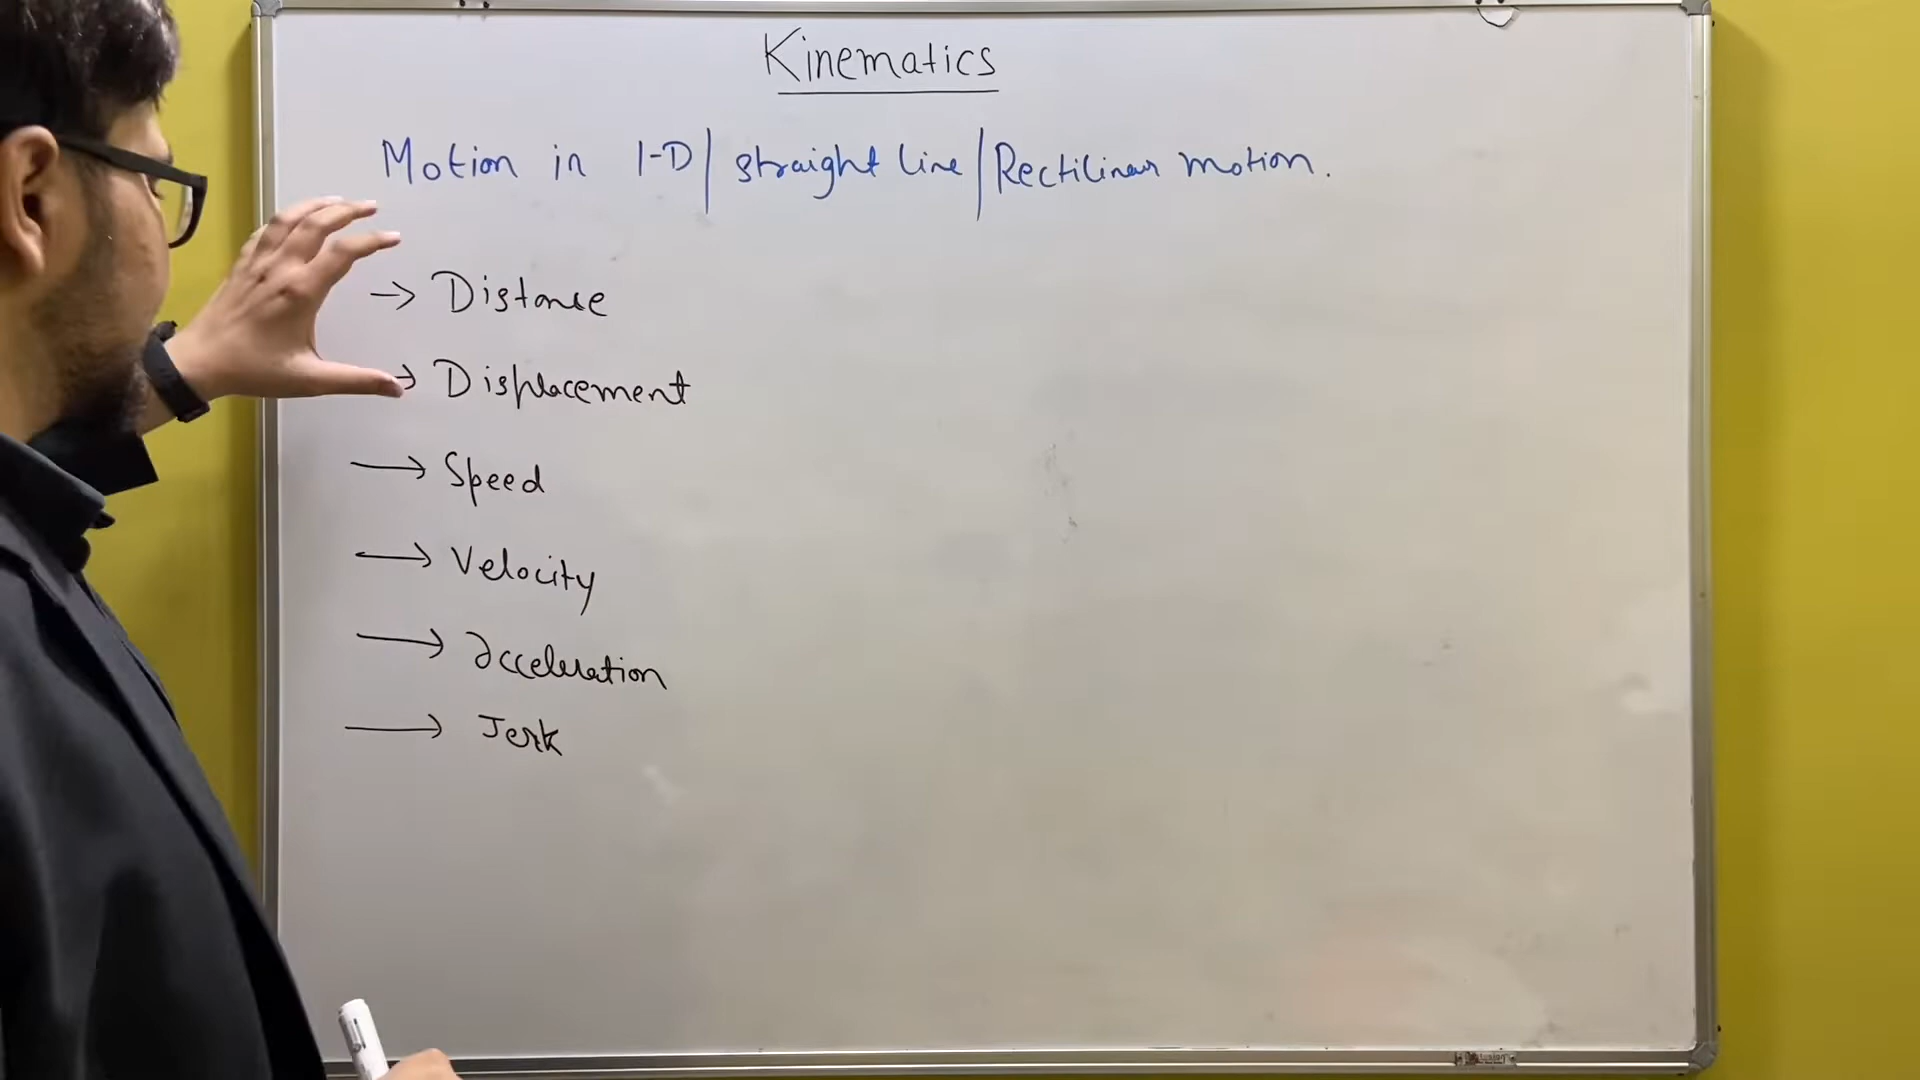 Kinematics
Motion in 1-D / straight line / Rectilinear motion.
→ Distance
→ Displacement
→ Speed
→ Velocity
→ acceleration
→ Jerk